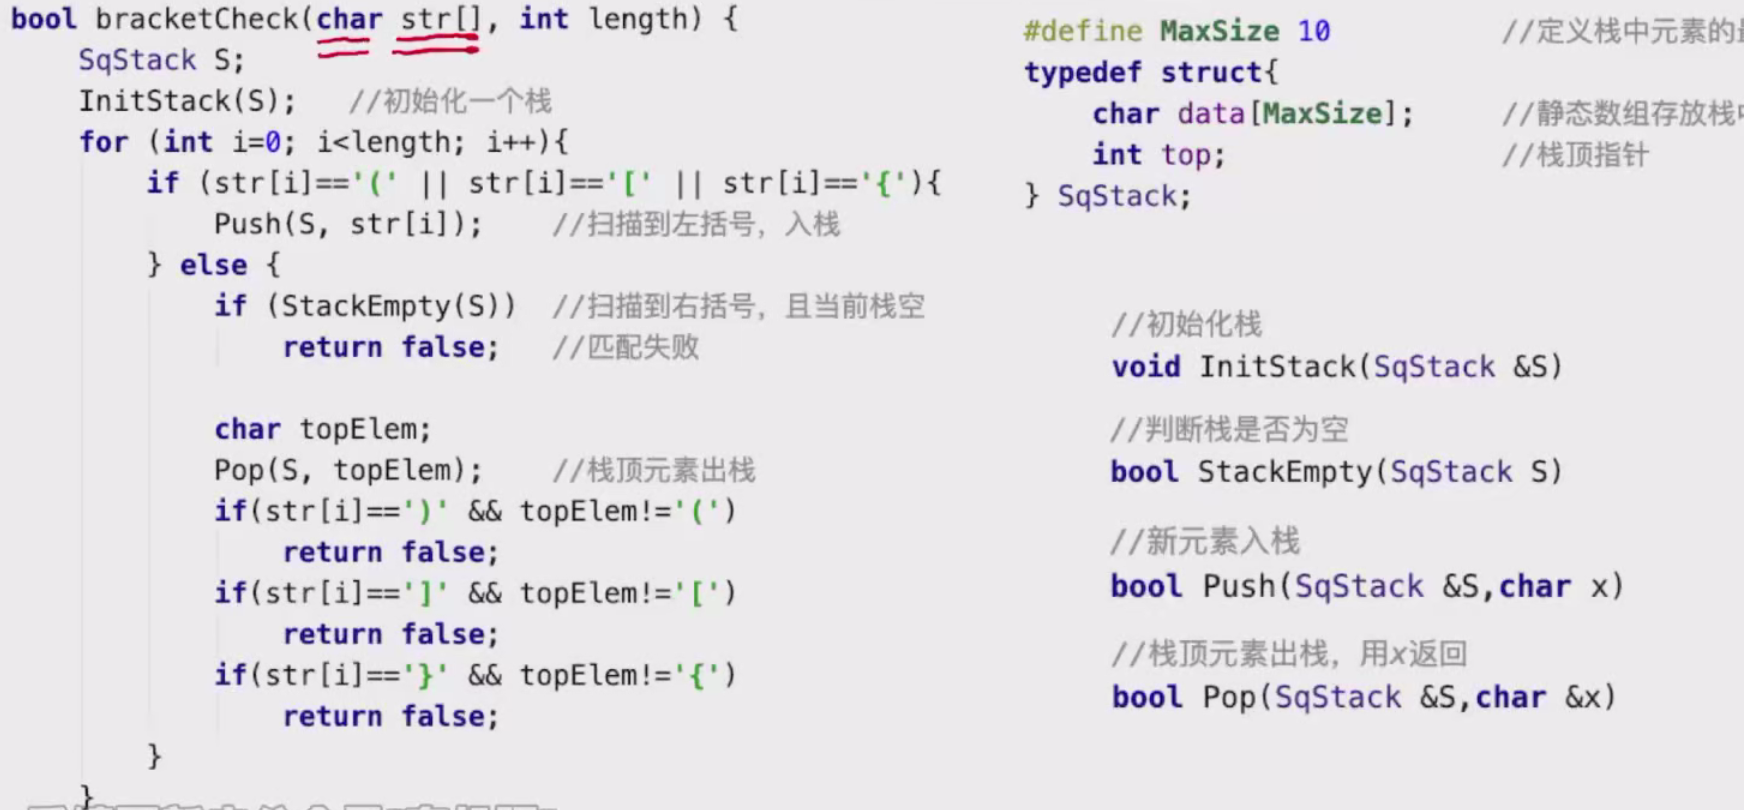 bool bracketCheck(char str[], int length) {
SqStack S;
InitStack(S); //初始化一个栈
for (int i=0; i<length; i++){
if (str[i]=='(' || str[i]=='[' || str[i]=='{'){
Push(S, str[i]); //扫描到左括号，入栈
} else {
if (StackEmpty(S)) //扫描到右括号，且当前栈空
return false; //匹配失败
char topElem;
Pop(S, topElem); //栈顶元素出栈
if(str[i]==')' && topElem!='(')
return false;
if(str[i]==']' && topElem!='[')
return false;
if(str[i]=='}' && topElem!='{')
return false;
}
}
#define MaxSize 10 //定义栈中元素的
typedef struct{
char data[MaxSize]; //静态数组存放栈
int top; //栈顶指针
} SqStack;
//初始化栈
void InitStack(SqStack &S)
//判断栈是否为空
bool StackEmpty(SqStack S)
//新元素入栈
bool Push(SqStack &S,char x)
//栈顶元素出栈，用x返回
bool Pop(SqStack &S,char &x)